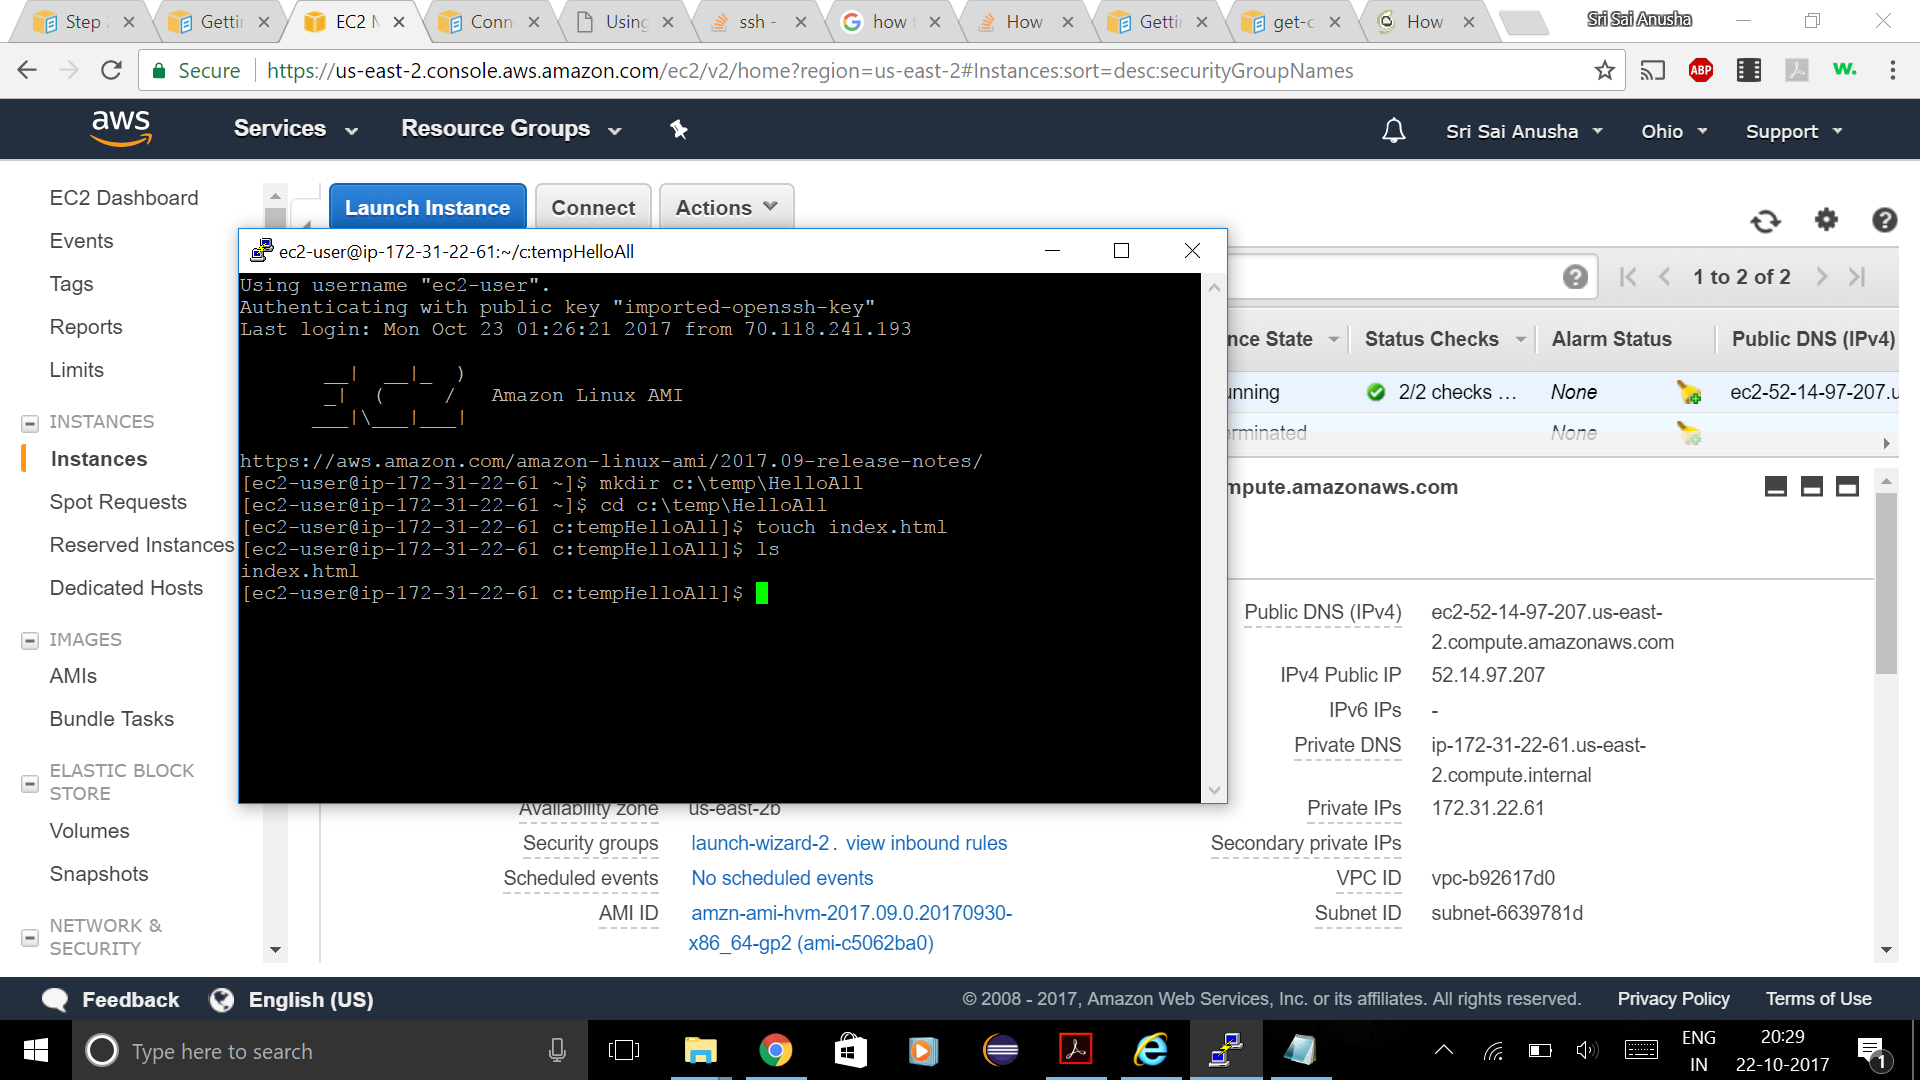 Step
Gettin
EC2 M
Conn
Using
ssh -
how
How
Gettin
get-c
How
Sri Sai Anusha
Secure
https://us-east-2.console.aws.amazon.com/ec2/v2/home?region=us-east-2#Instances:sort=desc:securityGroupNames
ABP
w.
aws
Services
Resource Groups
Sri Sai Anusha
Ohio
Support
EC2 Dashboard
Events
Tags
Reports
Limits
INSTANCES
Instances
Spot Requests
Reserved Instances
Dedicated Hosts
IMAGES
AMIs
Bundle Tasks
ELASTIC BLOCK
STORE
Volumes
Snapshots
NETWORK &
SECURITY
Launch Instance
Connect
Actions
1 to 2 of 2
nce State
Status Checks
Alarm Status
Public DNS (IPv4)
unning
2/2 checks ...
None
ec2-52-14-97-207.u
erminated
None
ec2-user@ip-172-31-22-61:~/c:tempHelloAll
Using username "ec2-user".
Authenticating with public key "imported-openssh-key"
Last login: Mon Oct 23 01:26:21 2017 from 70.118.241.193
       __|  __|_  )
       _|  (     /   Amazon Linux AMI
      ___|\___|___|
https://aws.amazon.com/amazon-linux-ami/2017.09-release-notes/
[ec2-user@ip-172-31-22-61 ~]$ mkdir c:\temp\HelloAll
[ec2-user@ip-172-31-22-61 ~]$ cd c:\temp\HelloAll
[ec2-user@ip-172-31-22-61 c:tempHelloAll]$ touch index.html
[ec2-user@ip-172-31-22-61 c:tempHelloAll]$ ls
index.html
[ec2-user@ip-172-31-22-61 c:tempHelloAll]$
mpute.amazonaws.com
Public DNS (IPv4) ec2-52-14-97-207.us-east-
2.compute.amazonaws.com
IPv4 Public IP 52.14.97.207
IPv6 IPs -
Private DNS ip-172-31-22-61.us-east-
2.compute.internal
Private IPs 172.31.22.61
Secondary private IPs
VPC ID vpc-b92617d0
Subnet ID subnet-6639781d
Availability zone us-east-2b
Security groups launch-wizard-2. view inbound rules
Scheduled events No scheduled events
AMI ID amzn-ami-hvm-2017.09.0.20170930-
x86_64-gp2 (ami-c5062ba0)
Feedback
English (US)
© 2008 - 2017, Amazon Web Services, Inc. or its affiliates. All rights reserved.
Privacy Policy
Terms of Use
Type here to search
ENG
IN
20:29
22-10-2017
1